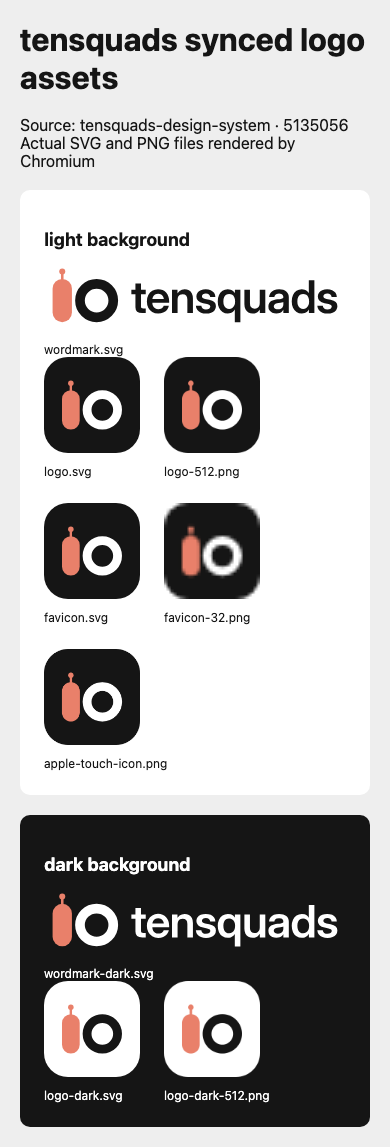 tensquads synced logo
assets
Source: tensquads-design-system · 5135056
Actual SVG and PNG files rendered by
Chromium
light background
tensquads
wordmark.svg
logo.svg
logo-512.png
favicon.svg
favicon-32.png
apple-touch-icon.png
dark background
tensquads
wordmark-dark.svg
logo-dark.svg
logo-dark-512.png